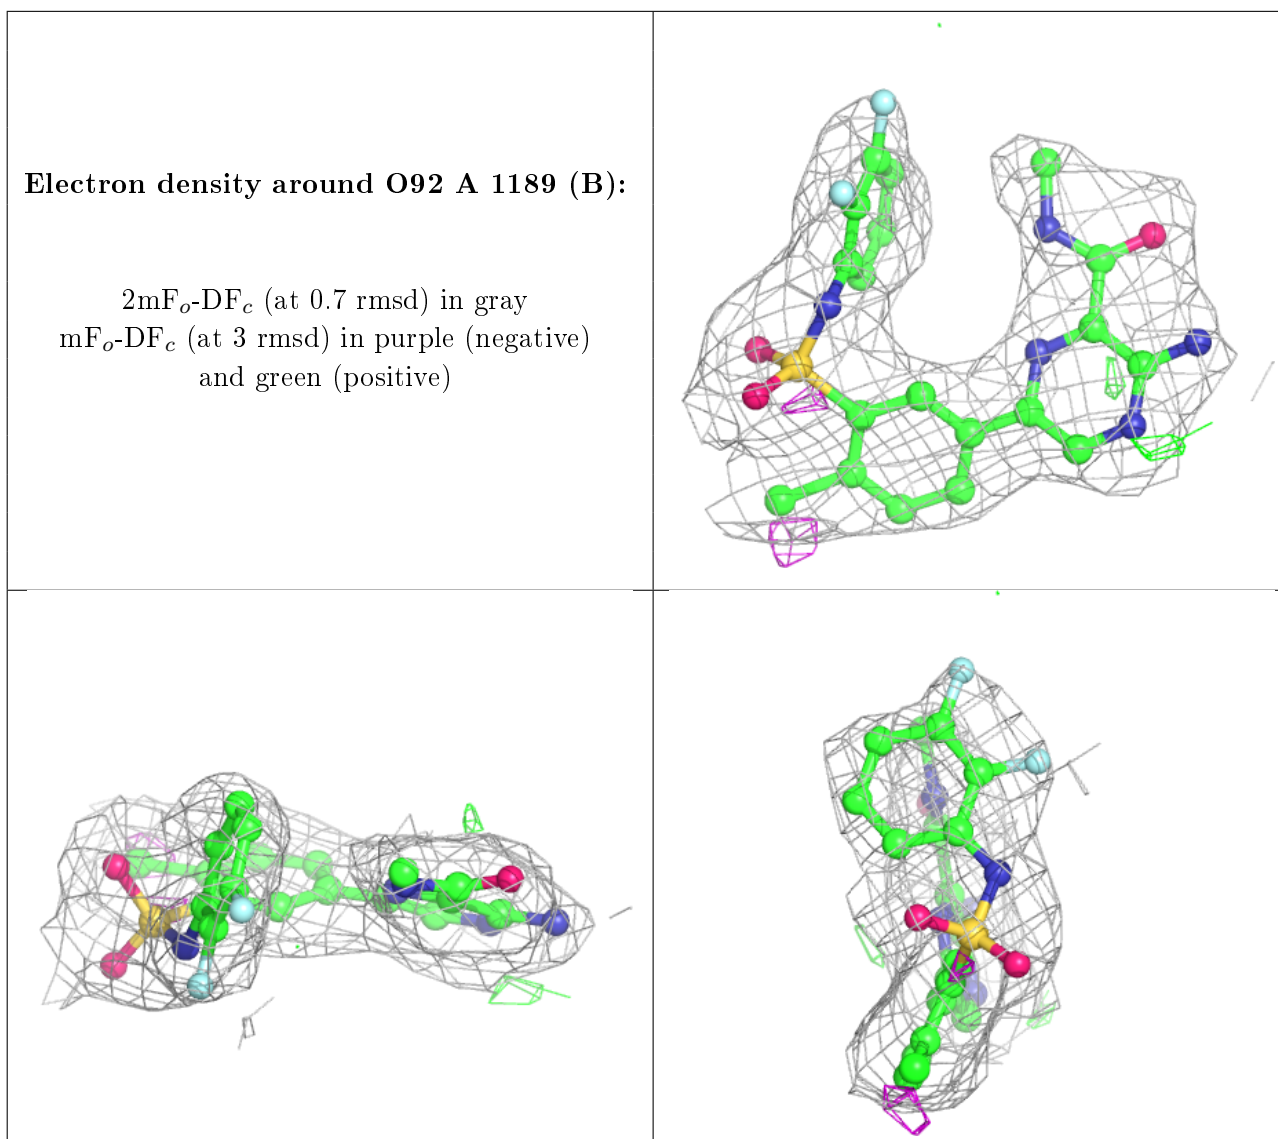 Electron density around O92 A 1189 (B):
2mFo-DFc (at 0.7 rmsd) in gray
mFo-DFc (at 3 rmsd) in purple (negative)
and green (positive)